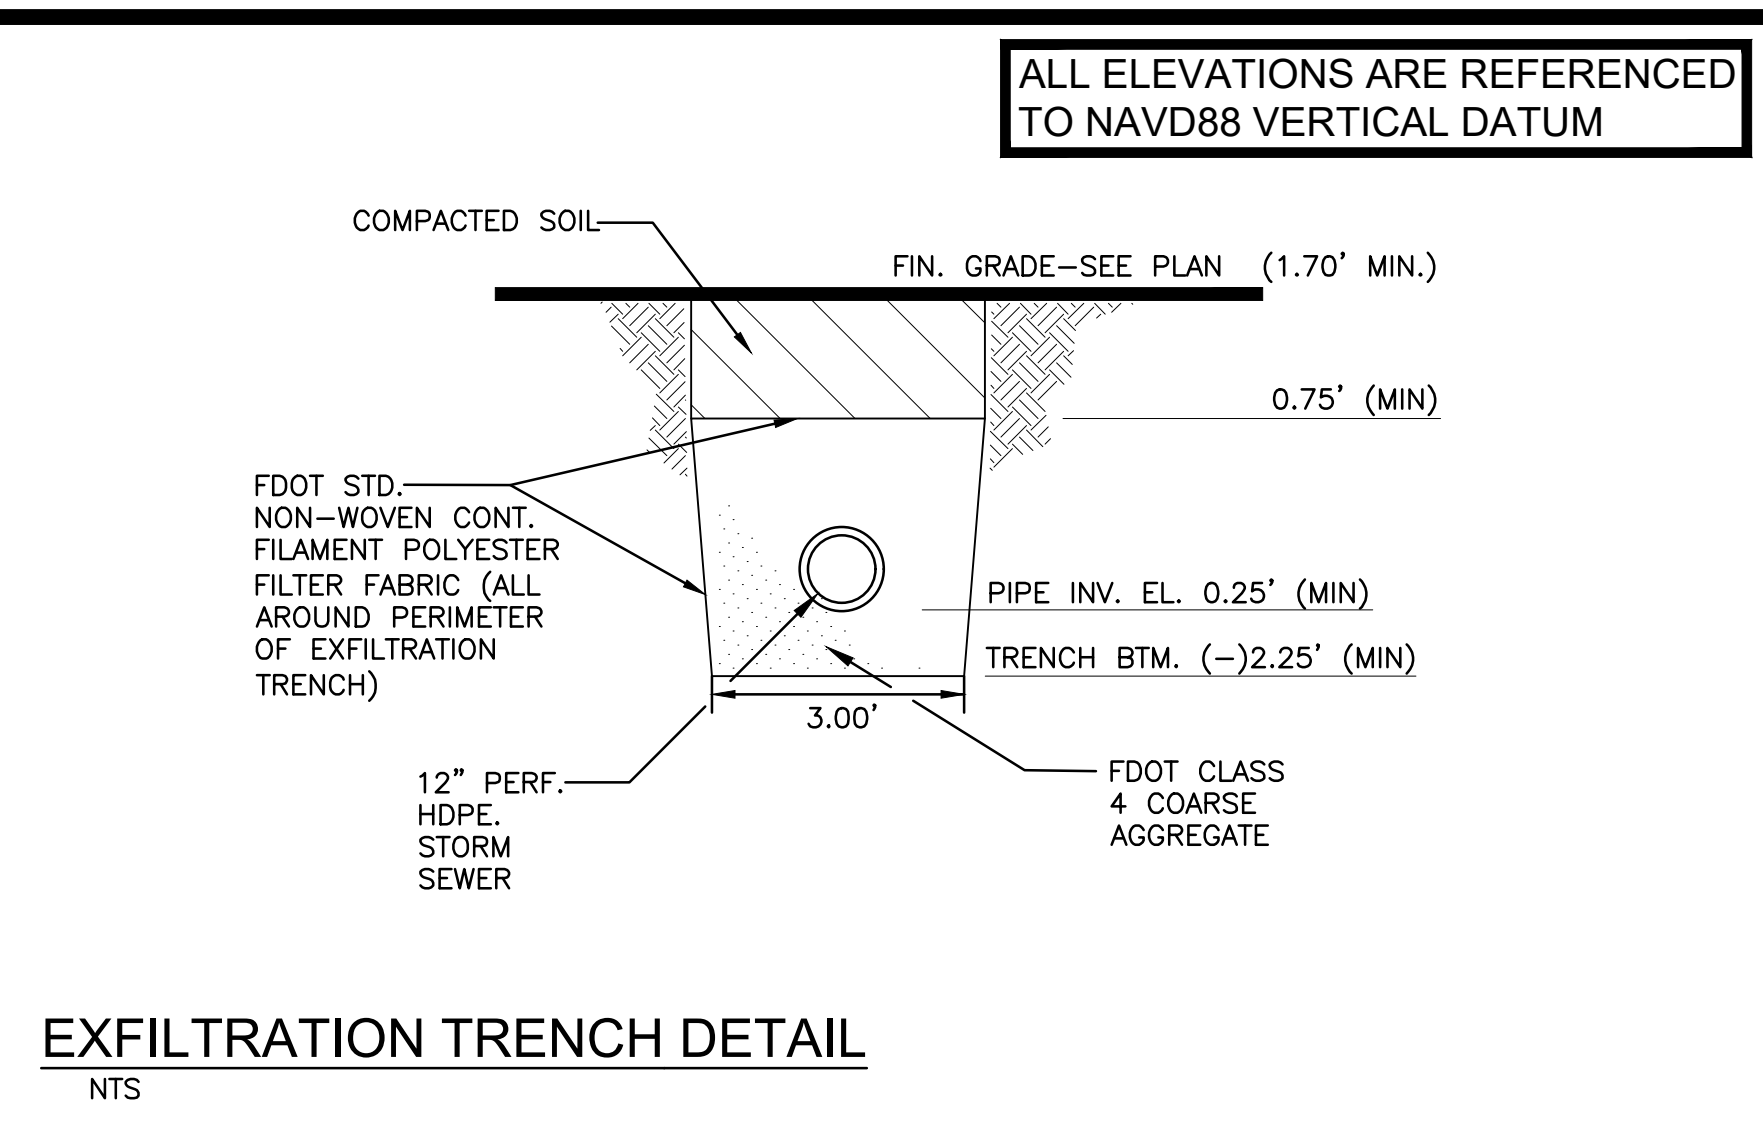 ALL ELEVATIONS ARE REFERENCED
TO NAVD88 VERTICAL DATUM
COMPACTED SOIL
FIN. GRADE-SEE PLAN (1.70' MIN.)
0.75' (MIN)
FDOT STD.
NON-WOVEN CONT.
FILAMENT POLYESTER
FILTER FABRIC (ALL
AROUND PERIMETER
OF EXFILTRATION
TRENCH)
PIPE INV. EL. 0.25' (MIN)
TRENCH BTM. (-)2.25' (MIN)
3.00'
12" PERF.
HDPE.
STORM
SEWER
FDOT CLASS
4 COARSE
AGGREGATE
EXFILTRATION TRENCH DETAIL
NTS